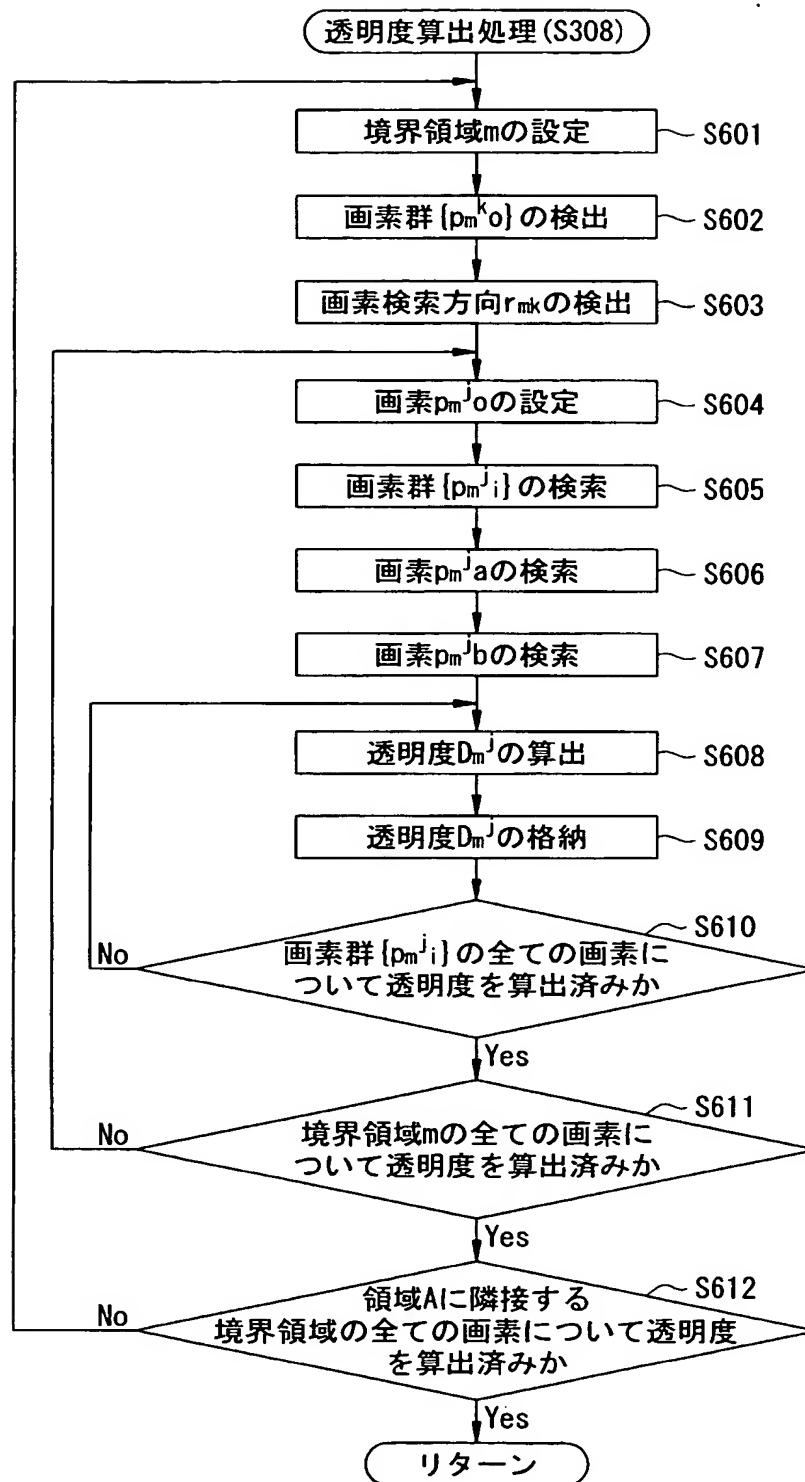 透明度算出処理(S308)
境界領域mの設定 S601
画素群{pmᵏo}の検出 S602
画素検索方向rmkの検出 S603
画素pmʲoの設定 S604
画素群{pmʲi}の検索 S605
画素pmʲaの検索 S606
画素pmʲbの検索 S607
透明度Dmʲの算出 S608
透明度Dmʲの格納 S609
S610
No
画素群{pmʲi}の全ての画素に
ついて透明度を算出済みか
Yes
S611
No
境界領域mの全ての画素に
ついて透明度を算出済みか
Yes
S612
No
領域Aに隣接する
境界領域の全ての画素について透明度
を算出済みか
Yes
リターン